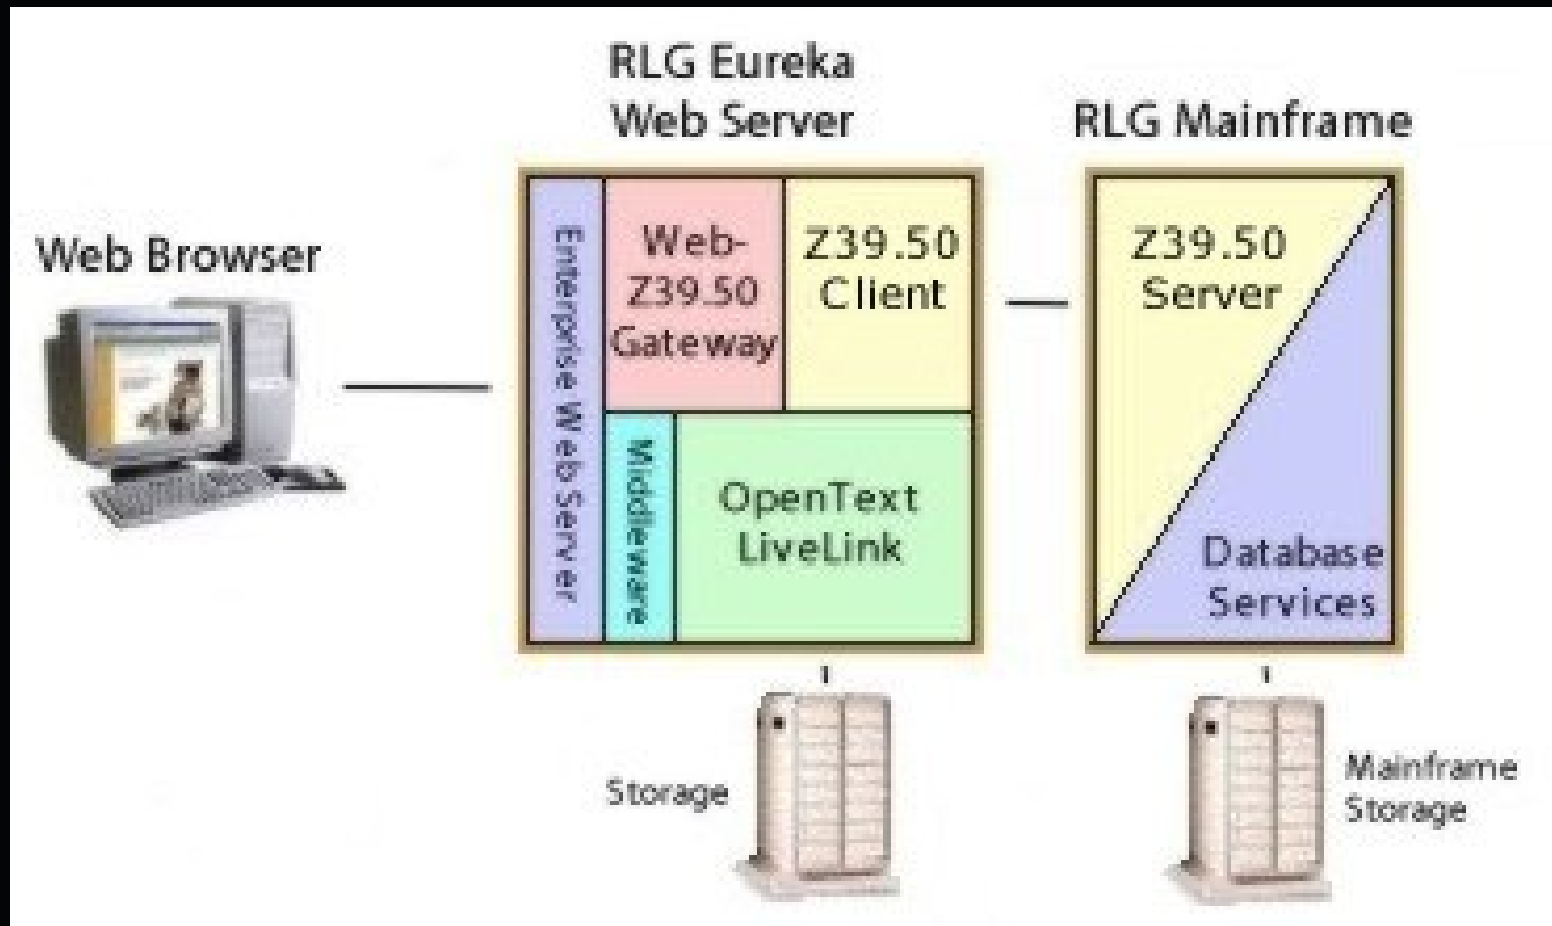 RLG Eureka
Web Server
RLG Mainframe
Web Browser
Enterprise Web Server
Web-
Z39.50
Gateway
Z39.50
Client
Middleware
OpenText
LiveLink
Z39.50
Server
Database
Services
Storage
Mainframe
Storage